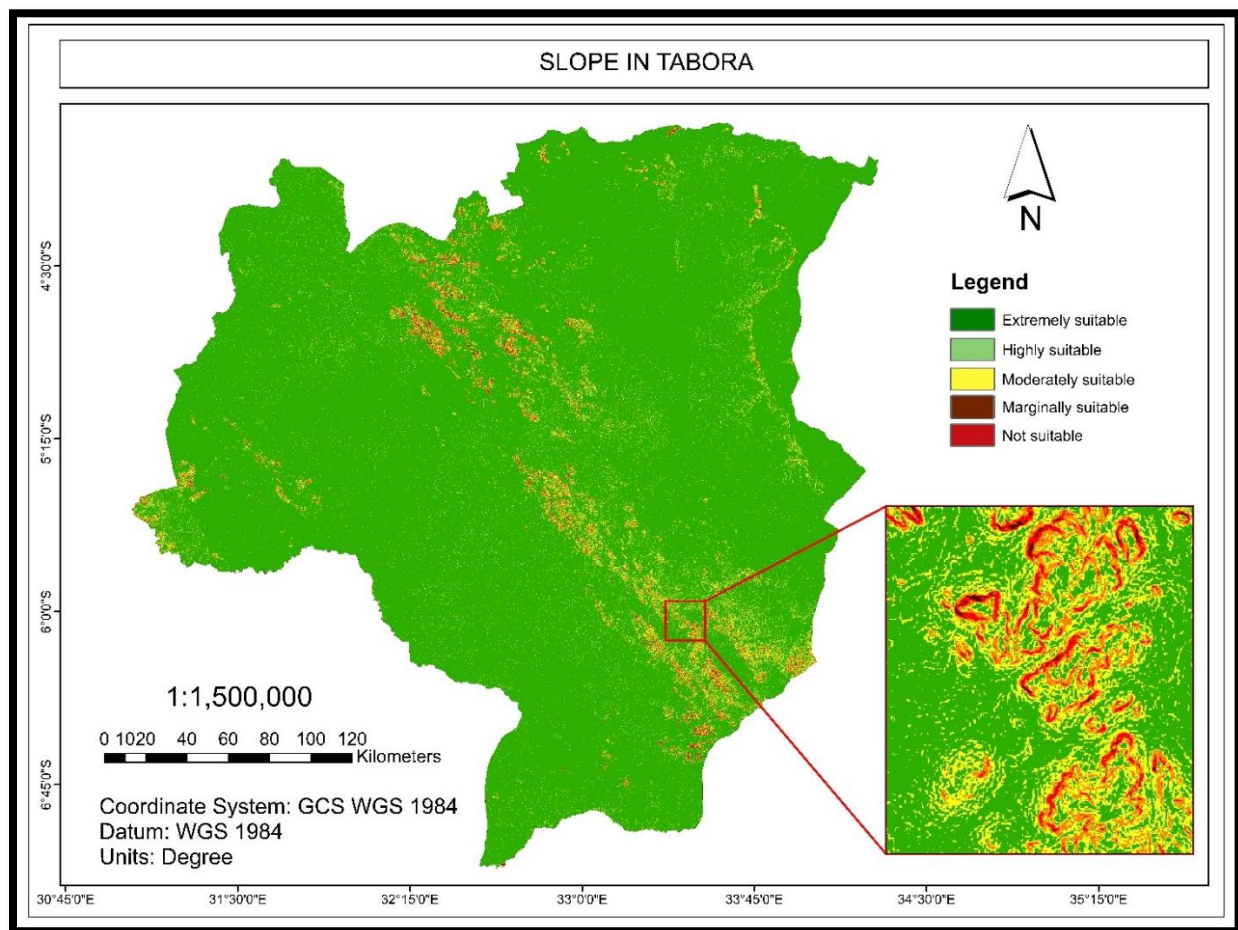 SLOPE IN TABORA
N
4°30'0"S
5°15'0"S
6°0'0"S
6°45'0"S
Legend
Extremely suitable
Highly suitable
Moderately suitable
Marginally suitable
Not suitable
1:1,500,000
0 1020 40 60 80 100 120
Kilometers
Coordinate System: GCS WGS 1984
Datum: WGS 1984
Units: Degree
30°45'0"E 31°30'0"E 32°15'0"E 33°0'0"E 33°45'0"E 34°30'0"E 35°15'0"E